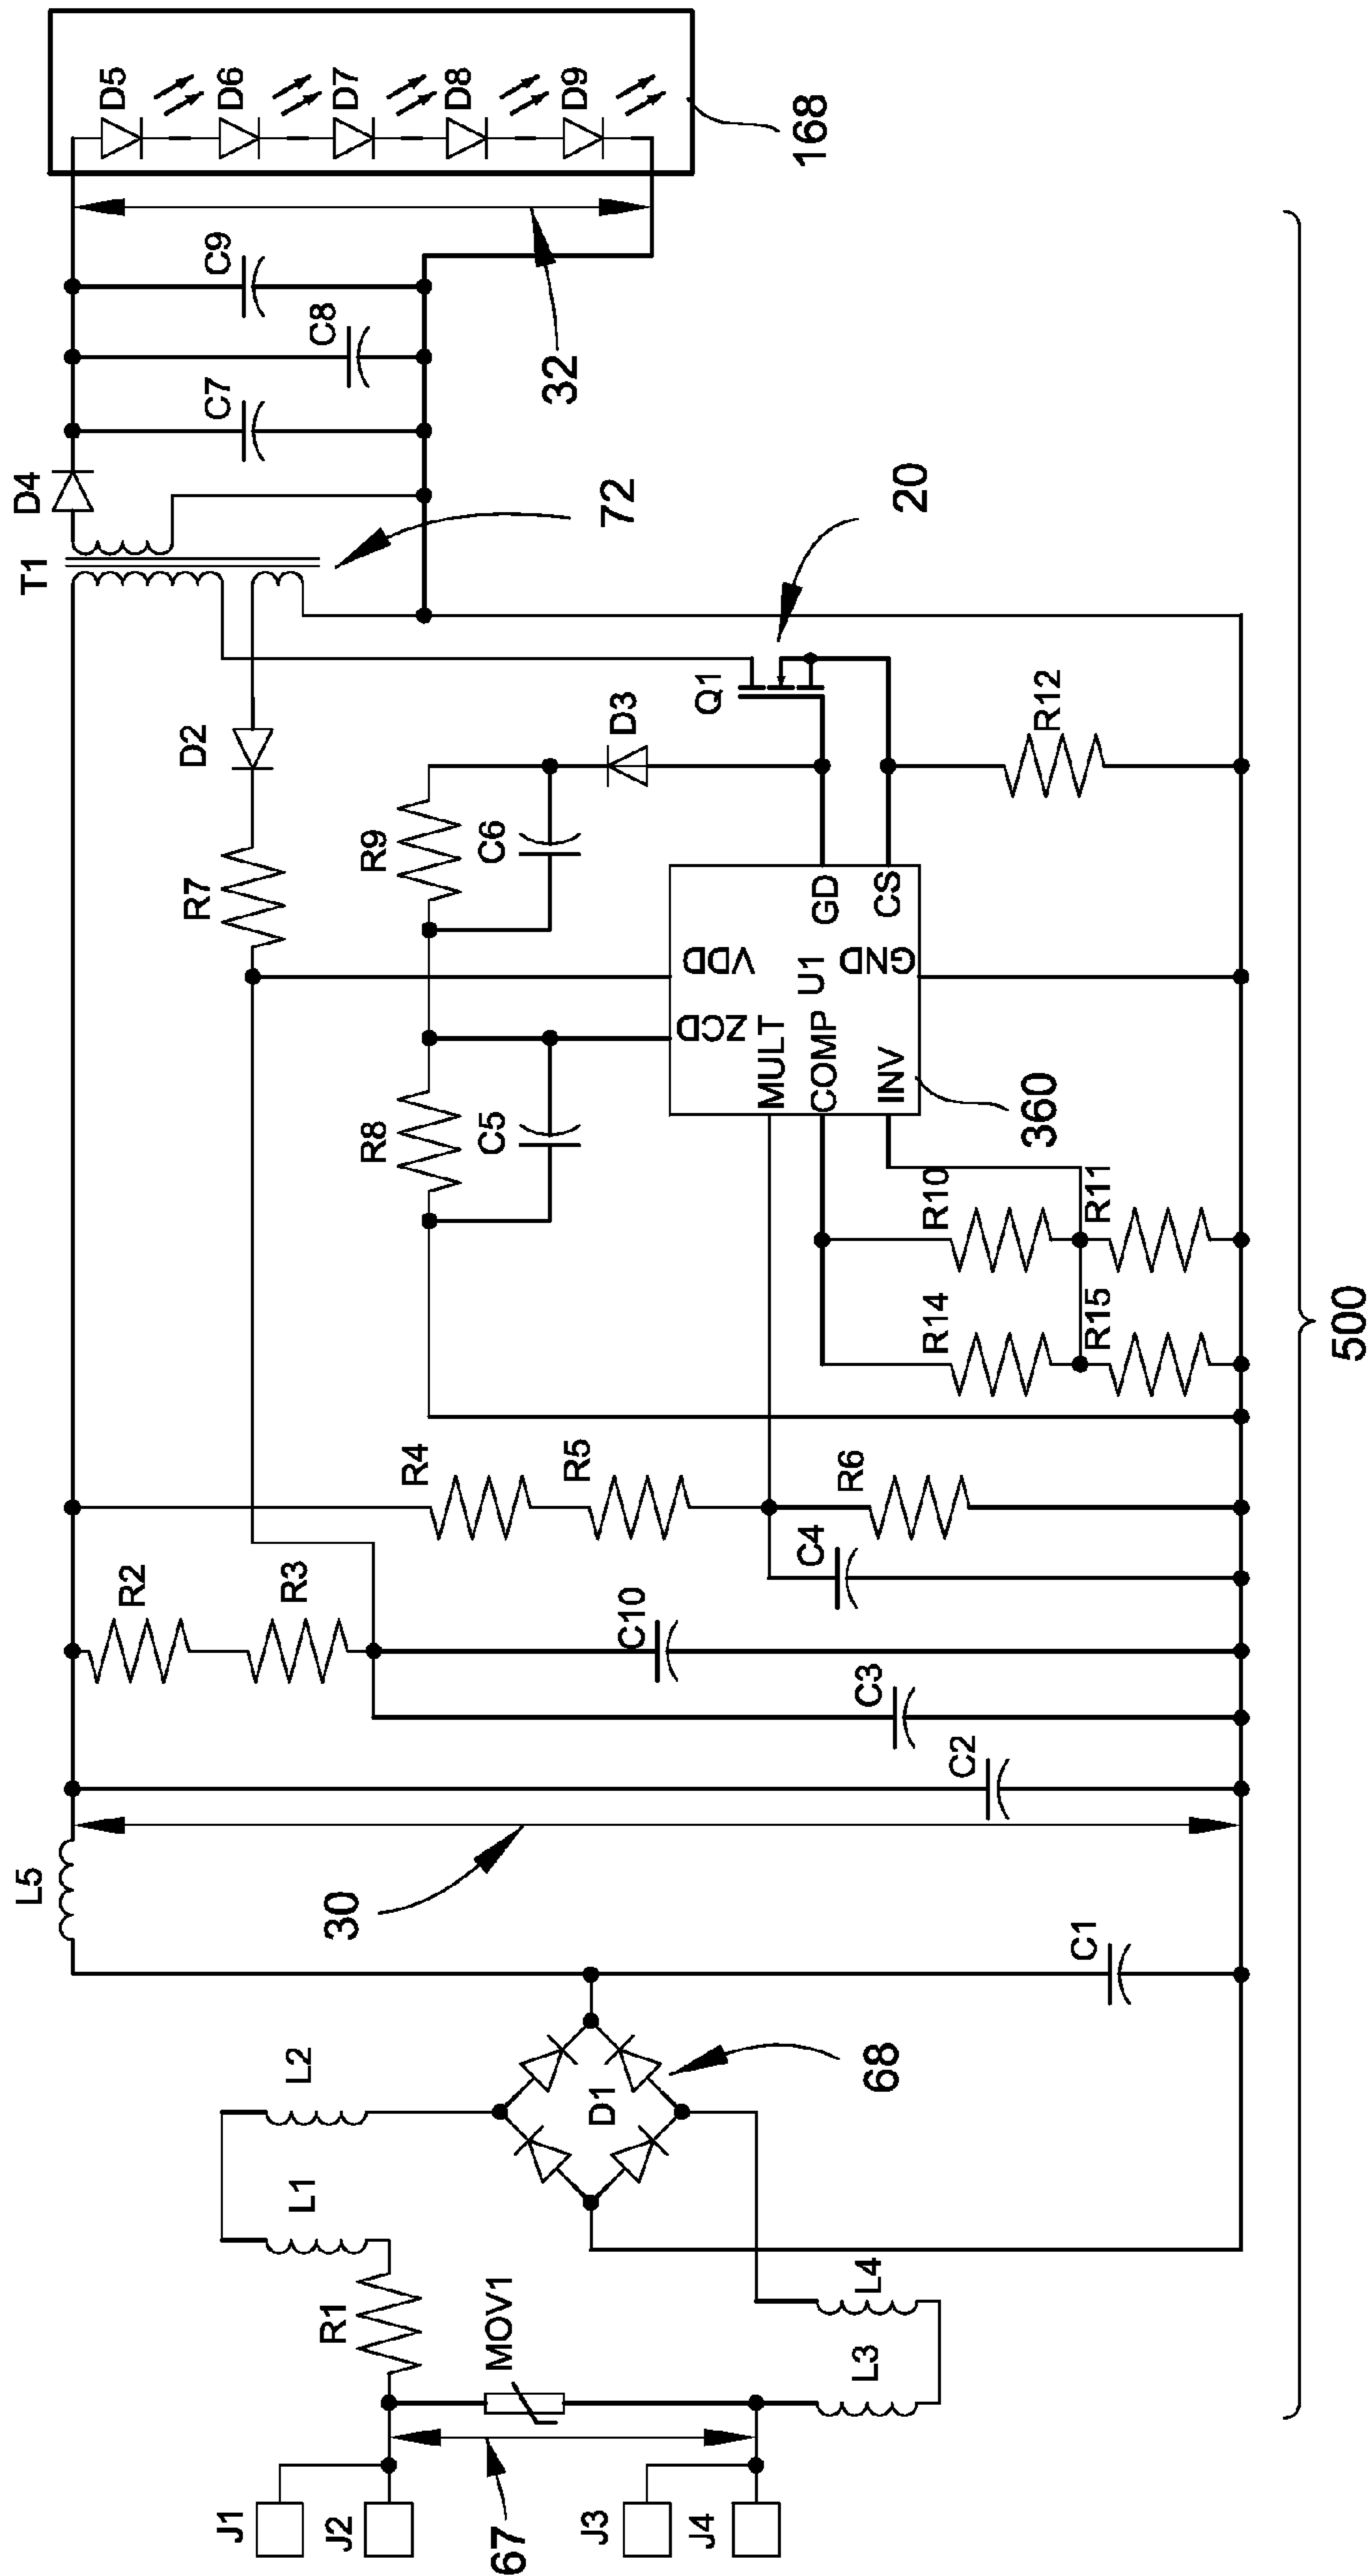 J1
J2
J3
J4
67
MOV1
R1
L1
L2
L3
L4
D1
68
C1
L5
30
C2
C3
C10
R2
R3
C4
R4
R5
R6
R14
R15
R10
R11
R8
C5
R9
C6
R7
D2
D3
MULT
COMP
INV
ZCD
VDD
U1
GND
GD
CS
360
Q1
20
R12
T1
72
D4
C7
C8
C9
32
D5
D6
D7
D8
D9
168
500